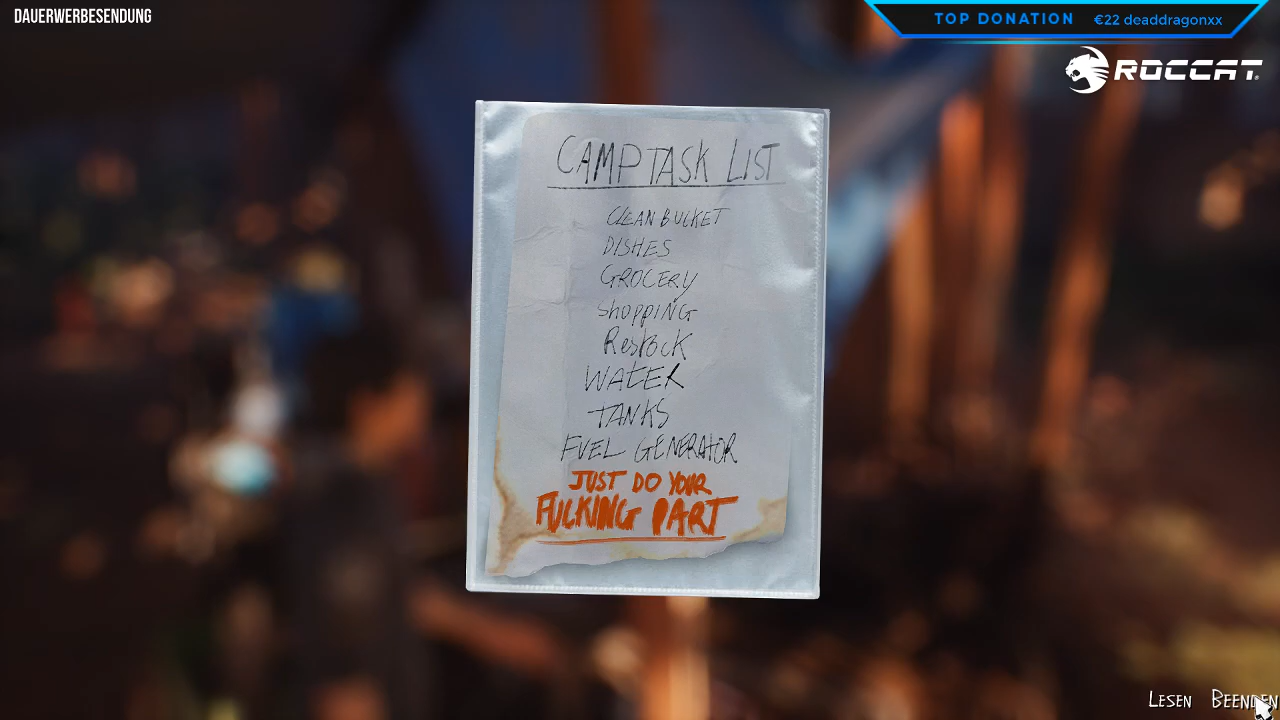 DAUERWERBESENDUNG
TOP DONATION €22 deaddragonxx
ROCCAT
CAMP TASK LIST
CLEAN BUCKET
DISHES
GROCERY
ShOPPING
REStOCK
WAtER
TANKS
FUEL GENERATOR
JUST DO YOUR
FUCKING PART
LESEN BEENDEN